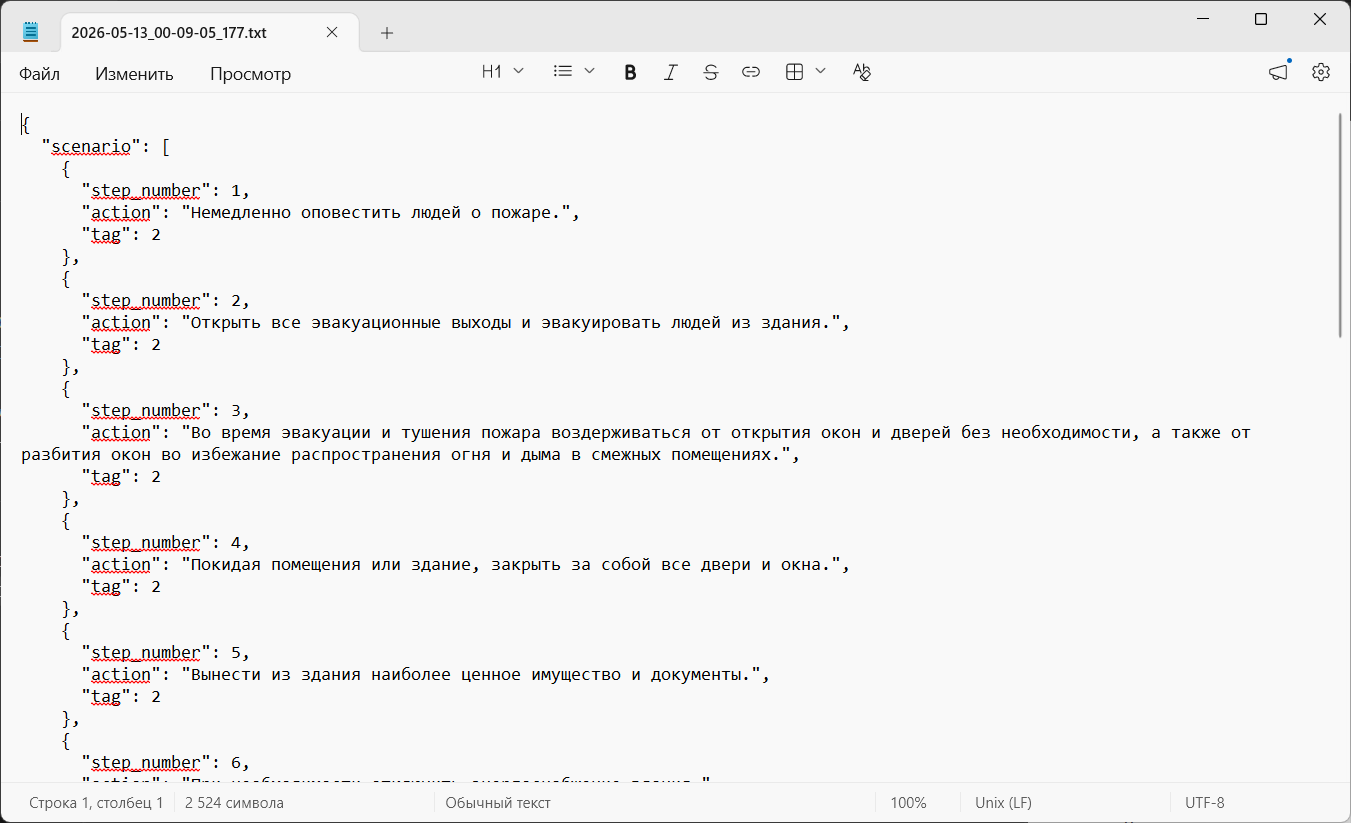 2026-05-13_00-09-05_177.txt
Файл Изменить Просмотр H1 B I S Ab
{
"scenario": [
{
"step_number": 1,
"action": "Немедленно оповестить людей о пожаре.",
"tag": 2
},
{
"step_number": 2,
"action": "Открыть все эвакуационные выходы и эвакуировать людей из здания.",
"tag": 2
},
{
"step_number": 3,
"action": "Во время эвакуации и тушения пожара воздерживаться от открытия окон и дверей без необходимости, а также от
разбития окон во избежание распространения огня и дыма в смежных помещениях.",
"tag": 2
},
{
"step_number": 4,
"action": "Покидая помещения или здание, закрыть за собой все двери и окна.",
"tag": 2
},
{
"step_number": 5,
"action": "Вынести из здания наиболее ценное имущество и документы.",
"tag": 2
},
{
"step_number": 6,
"action": "При необходимости отключить
Строка 1, столбец 1 2 524 символа Обычный текст 100% Unix (LF) UTF-8